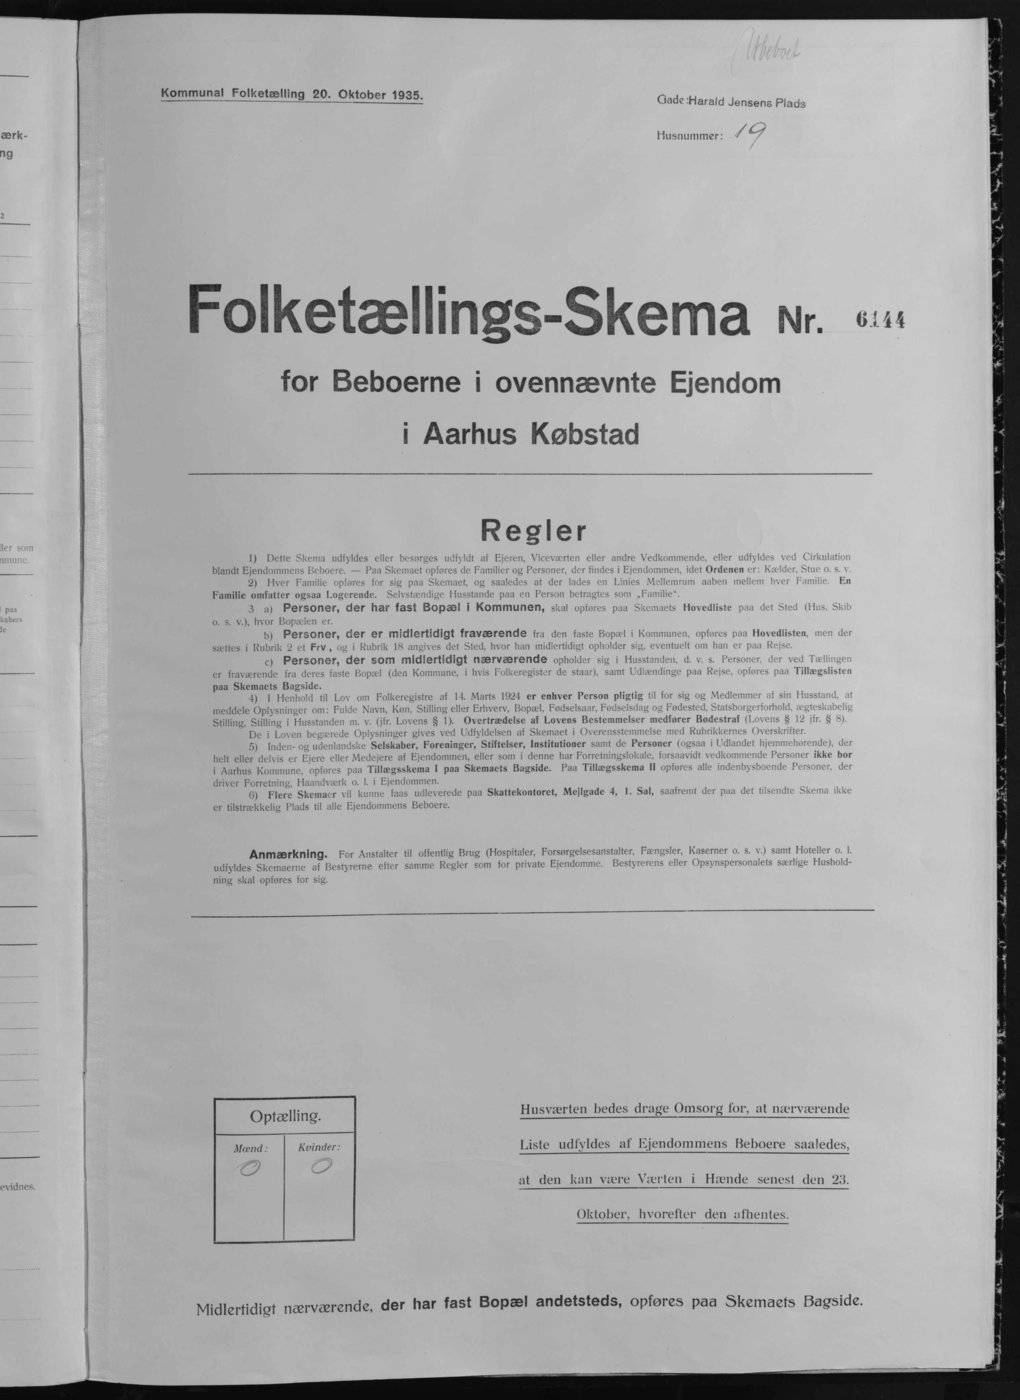 Ubeboet
Kommunal Folketælling 20. Oktober 1935.
Gade: Harald Jensens Plads
Husnummer: 19
Folketællings-Skema Nr. 6144
for Beboerne i ovennævnte Ejendom
i Aarhus Købstad
Regler
1) Dette Skema udfyldes eller besørges udfyldt af Ejeren, Viceværten eller andre Vedkommende, eller udfyldes ved Cirkulation
blandt Ejendommens Beboere. — Paa Skemaet opføres de Familier og Personer, der findes i Ejendommen, idet Ordenen er: Kælder, Stue o. s. v.
2) Hver Familie opføres for sig paa Skemaet, og saaledes at der lades en Linies Mellemrum aaben mellem hver Familie. En
Familie omfatter ogsaa Logerende. Selvstændige Husstande paa en Person betragtes som „Familie“.
3 a) Personer, der har fast Bopæl i Kommunen, skal opføres paa Skemaets Hovedliste paa det Sted (Hus, Skib
o. s. v.), hvor Bopælen er.
b) Personer, der er midlertidigt fraværende fra den faste Bopæl i Kommunen, opføres paa Hovedlisten, men der
sættes i Rubrik 2 et Frv., og i Rubrik 18 angives det Sted, hvor han midlertidigt opholder sig, eventuelt om han er paa Rejse.
c) Personer, der som midlertidigt nærværende opholder sig i Husstanden, d. v. s. Personer, der ved Tællingen
er fraværende fra deres faste Bopæl (den Kommune, i hvis Folkeregister de staar), samt Udlændinge paa Rejse, opføres paa Tillægslisten
paa Skemaets Bagside.
4) I Henhold til Lov om Folkeregistre af 14. Marts 1924 er enhver Person pligtig til for sig og Medlemmer af sin Husstand, at
meddele Oplysninger om: Fulde Navn, Køn, Stilling eller Erhverv, Bopæl, Fødselsaar, Fødselsdag og Fødested, Statsborgerforhold, ægteskabelig
Stilling, Stilling i Husstanden m. v. (jfr. Lovens § 1). Overtrædelse af Lovens Bestemmelser medfører Bødestraf (Lovens § 12 jfr. § 8).
De i Loven begærede Oplysninger gives ved Udfyldelsen af Skemaet i Overensstemmelse med Rubrikkernes Overskrifter.
5) Inden- og udenlandske Selskaber, Foreninger, Stiftelser, Institutioner samt de Personer (ogsaa i Udlandet hjemmehørende), der
helt eller delvis er Ejere eller Medejere af Ejendommen, eller som i denne har Forretningslokale, forsaavidt vedkommende Personer ikke bor
i Aarhus Kommune, opføres paa Tillægsskema I paa Skemaets Bagside. Paa Tillægsskema II opføres alle indenbysboende Personer, der
driver Forretning, Haandværk o. l. i Ejendommen.
6) Flere Skemaer vil kunne faas udleverede paa Skattekontoret, Mejlgade 4, 1. Sal, saafremt der paa det tilsendte Skema ikke
er tilstrækkelig Plads til alle Ejendommens Beboere.
Anmærkning. For Anstalter til offentlig Brug (Hospitaler, Forsørgelsesanstalter, Fængsler, Kaserner o. s. v.) samt Hoteller o. l.
udfyldes Skemaerne af Bestyrerne efter samme Regler som for private Ejendomme. Bestyrerens eller Opsynspersonalets særlige Hushold-
ning skal opføres for sig.
Optælling.
Mænd: Kvinder:
0 0
Husværten bedes drage Omsorg for, at nærværende
Liste udfyldes af Ejendommens Beboere saaledes,
at den kan være Værten i Hænde senest den 23.
Oktober, hvorefter den afhentes.
Midlertidigt nærværende, der har fast Bopæl andetsteds, opføres paa Skemaets Bagside.